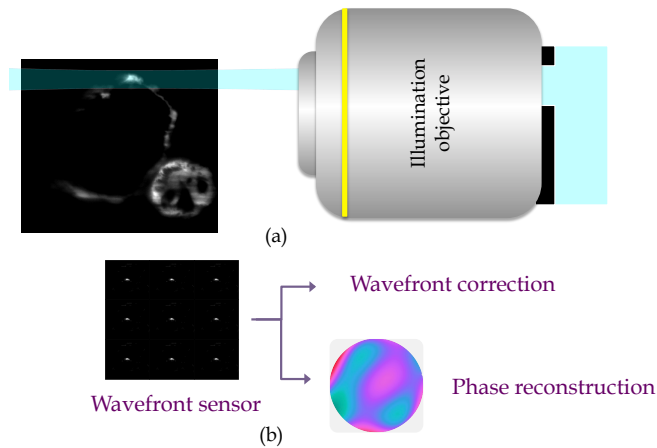 Illumination
objective
(a)
Wavefront correction
Wavefront sensor
Phase reconstruction
(b)